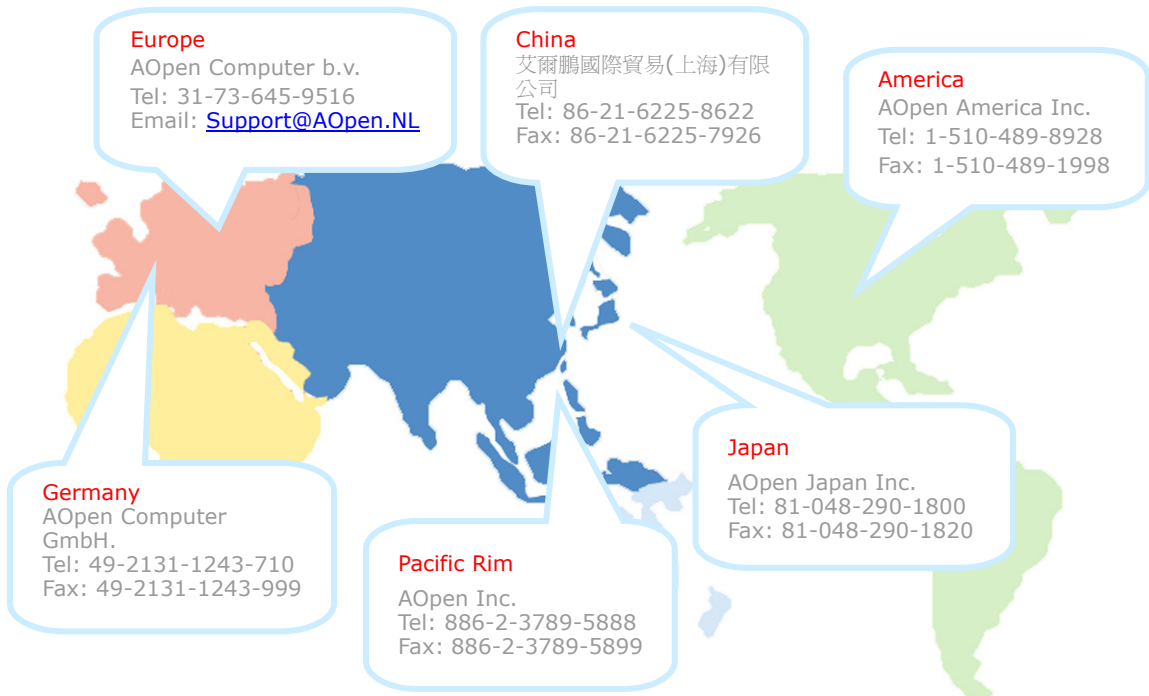 Europe
AOpen Computer b.v.
Tel: 31-73-645-9516
Email: Support@AOpen.NL
China
艾爾鵬國際貿易(上海)有限
公司
Tel: 86-21-6225-8622
Fax: 86-21-6225-7926
America
AOpen America Inc.
Tel: 1-510-489-8928
Fax: 1-510-489-1998
Germany
AOpen Computer
GmbH.
Tel: 49-2131-1243-710
Fax: 49-2131-1243-999
Pacific Rim
AOpen Inc.
Tel: 886-2-3789-5888
Fax: 886-2-3789-5899
Japan
AOpen Japan Inc.
Tel: 81-048-290-1800
Fax: 81-048-290-1820